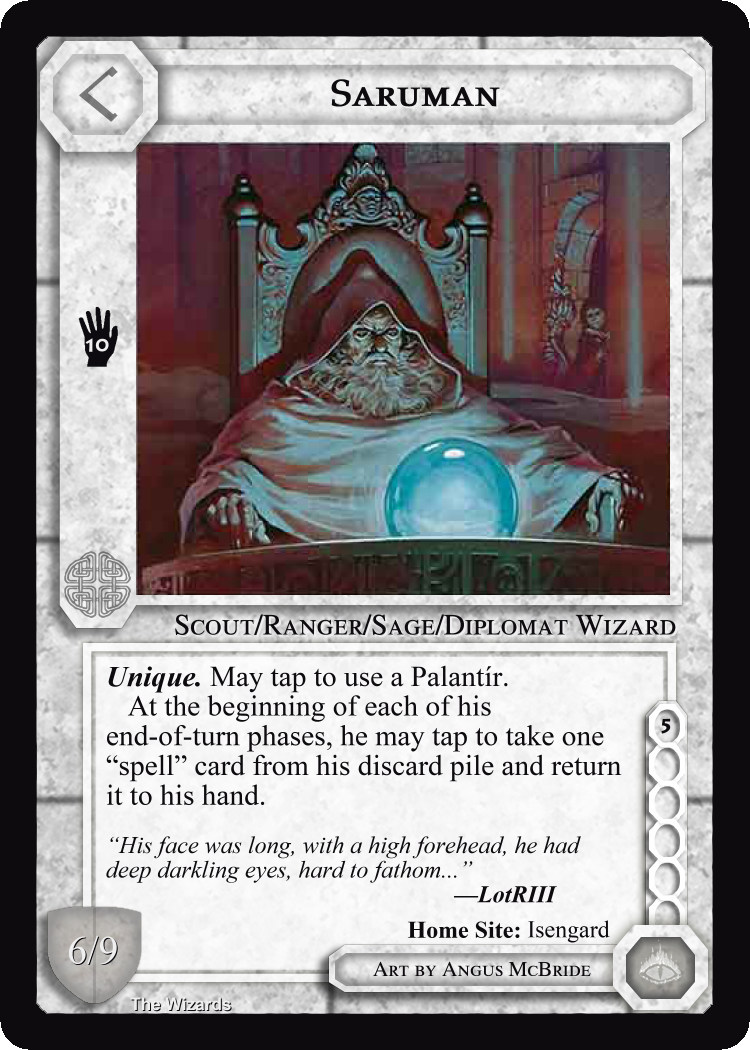 Saruman
10
Scout/Ranger/Sage/Diplomat Wizard
Unique. May tap to use a Palantír.
At the beginning of each of his
end-of-turn phases, he may tap to take one
“spell” card from his discard pile and return
it to his hand.
5
“His face was long, with a high forehead, he had
deep darkling eyes, hard to fathom...”
—LotRIII
Home Site: Isengard
6/9
Art by Angus McBride
The Wizards